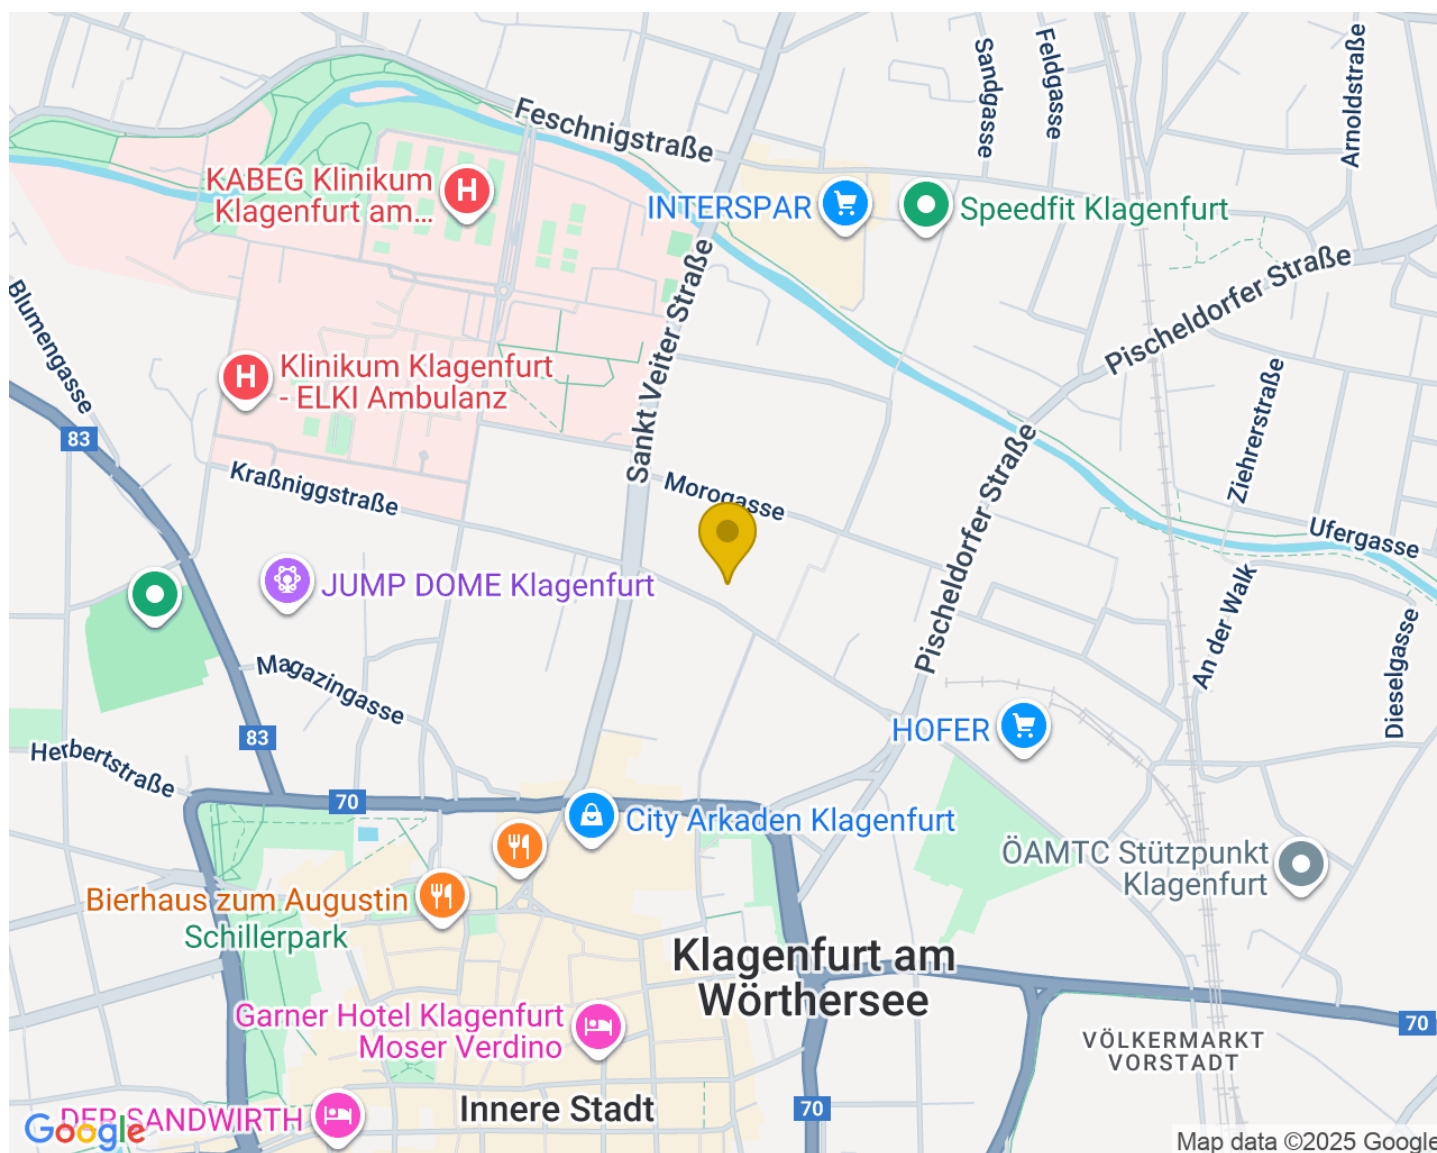 Feschnigstraße
Sandgasse
Feldgasse
Arnoldstraße
KABEG Klinikum
Klagenfurt am...
INTERSPAR
Speedfit Klagenfurt
Sankt Veiter Straße
Pischeldorfer Straße
Blumengasse
Klinikum Klagenfurt
- ELKI Ambulanz
83
Kraßniggstraße
Morogasse
Ziehrerstraße
Ufergasse
Pischeldorfer Straße
JUMP DOME Klagenfurt
An der Walk
Dieselgasse
Magazingasse
83
HOFER
Herbertstraße
70
City Arkaden Klagenfurt
ÖAMTC Stützpunkt
Klagenfurt
Bierhaus zum Augustin
Schillerpark
Klagenfurt am
Wörthersee
Garner Hotel Klagenfurt
Moser Verdino
70
VÖLKERMARKT
VORSTADT
DER SANDWIRTH
Innere Stadt
70
Google
Map data ©2025 Google